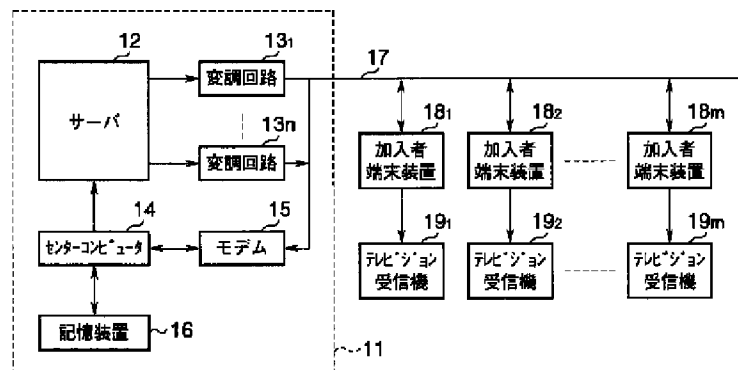 12
サーバ
13₁
変調回路
13n
変調回路
14
センターコンピュータ
15
モデム
記憶装置
16
11
17
18₁
加入者
端末装置
18₂
加入者
端末装置
18m
加入者
端末装置
19₁
テレビジョン
受信機
19₂
テレビジョン
受信機
19m
テレビジョン
受信機